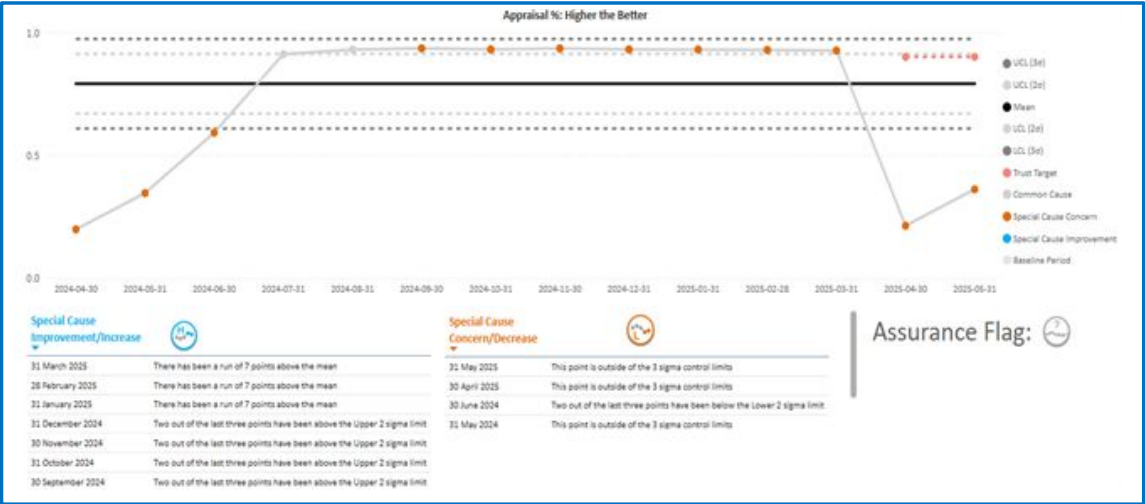 Appraisal %: Higher the Better
1.0
0.5
0.0
2024-04-30 2024-05-31 2024-06-30 2024-07-31 2024-08-31 2024-09-30 2024-10-31 2024-11-30 2024-12-31 2025-01-31 2025-02-28 2025-03-31 2025-04-30 2025-05-31
UCL (3σ)
UCL (2σ)
Mean
LCL (2σ)
LCL (3σ)
Trust Target
Common Cause
Special Cause Concern
Special Cause Improvement
Baseline Period
Special Cause
Improvement/Increase
H
31 March 2025 There has been a run of 7 points above the mean
28 February 2025 There has been a run of 7 points above the mean
31 January 2025 There has been a run of 7 points above the mean
31 December 2024 Two out of the last three points have been above the Upper 2 sigma limit
30 November 2024 Two out of the last three points have been above the Upper 2 sigma limit
31 October 2024 Two out of the last three points have been above the Upper 2 sigma limit
30 September 2024 Two out of the last three points have been above the Upper 2 sigma limit
Special Cause
Concern/Decrease
L
31 May 2025 This point is outside of the 3 sigma control limits
30 April 2025 This point is outside of the 3 sigma control limits
30 June 2024 Two out of the last three points have been below the Lower 2 sigma limit
31 May 2024 This point is outside of the 3 sigma control limits
Assurance Flag: ?